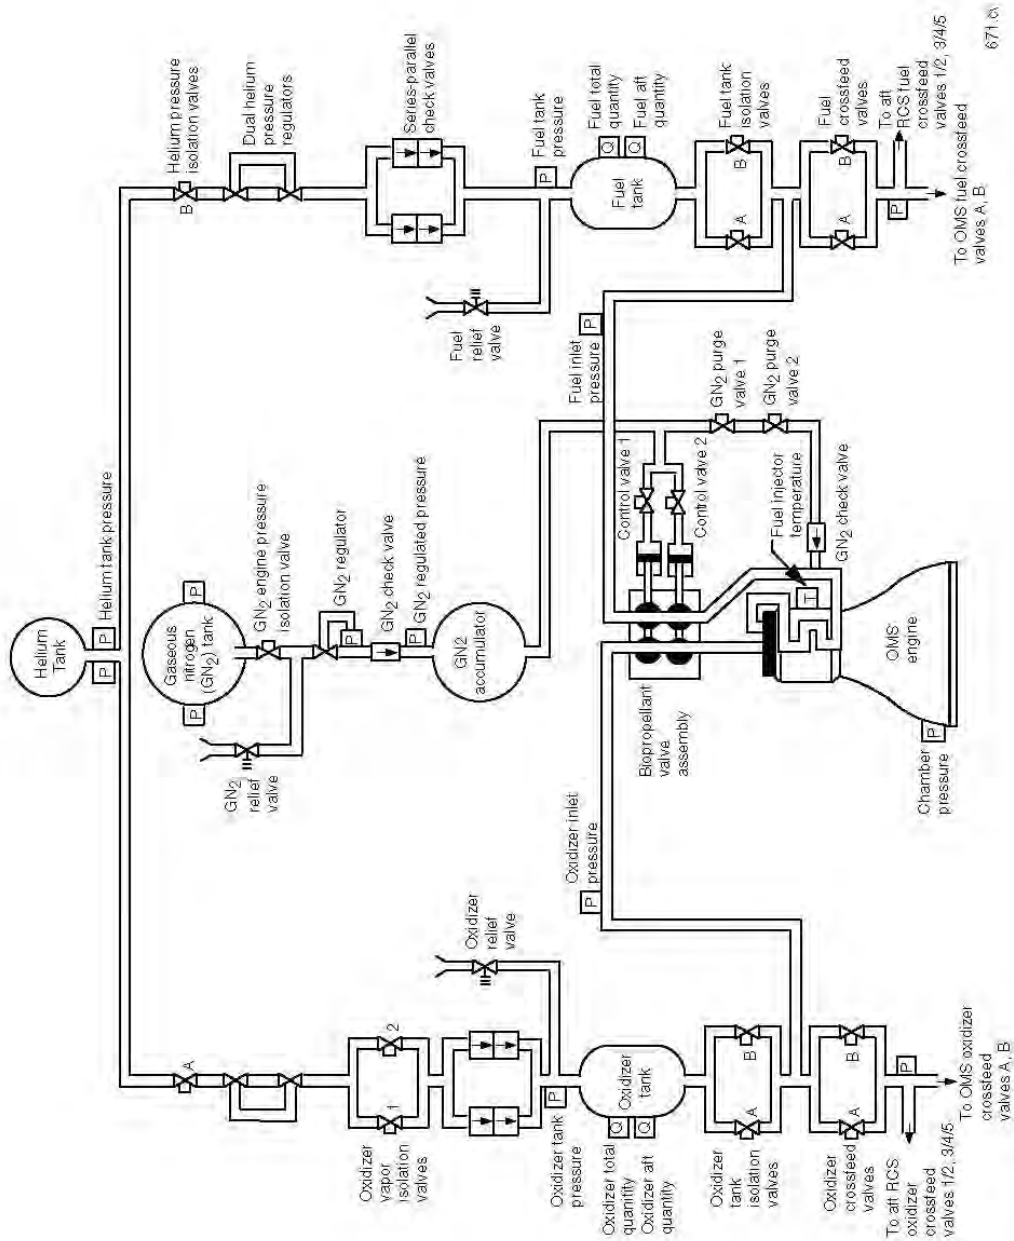 Helium
Tank
P
P
Helium tank pressure
Helium pressure
isolation valves
B
Dual helium
pressure
regulators
Series-parallel
check valves
Fuel tank
pressure
P
Fuel total
quantity
Fuel aft
quantity
Q
Q
Fuel
tank
Fuel tank
isolation
valves
A
B
Fuel
crossfeed
valves
A
B
To aft
RCS fuel
crossfeed
valves 1/2, 3/4/5
P
To OMS fuel crossfeed
valves A, B
Fuel
relief
valve
Fuel inlet
pressure
P
Gaseous
nitrogen
(GN2) tank
P
P
GN2 engine pressure
isolation valve
GN2
relief
valve
GN2 regulator
P
GN2 check valve
GN2 regulated pressure
P
GN2
accumulator
Control valve 1
Control valve 2
GN2 purge
valve 1
GN2 purge
valve 2
Fuel injector
temperature
T
GN2 check valve
Biopropellant
valve
assembly
OMS
engine
P
Chamber
pressure
Oxidizer inlet
pressure
P
A
Oxidizer
vapor
isolation
valves
1
2
Oxidizer
relief
valve
P
Oxidizer tank
pressure
Oxidizer
tank
Q
Q
Oxidizer total
quanitity
Oxidizer aft
quantity
Oxidizer
tank
isolation
valves
A
B
Oxidizer
crossfeed
valves
A
B
P
To aft RCS
oxidizer
crossfeed
valves 1/2, 3/4/5
To OMS oxidizer
crossfeed
valves A, B